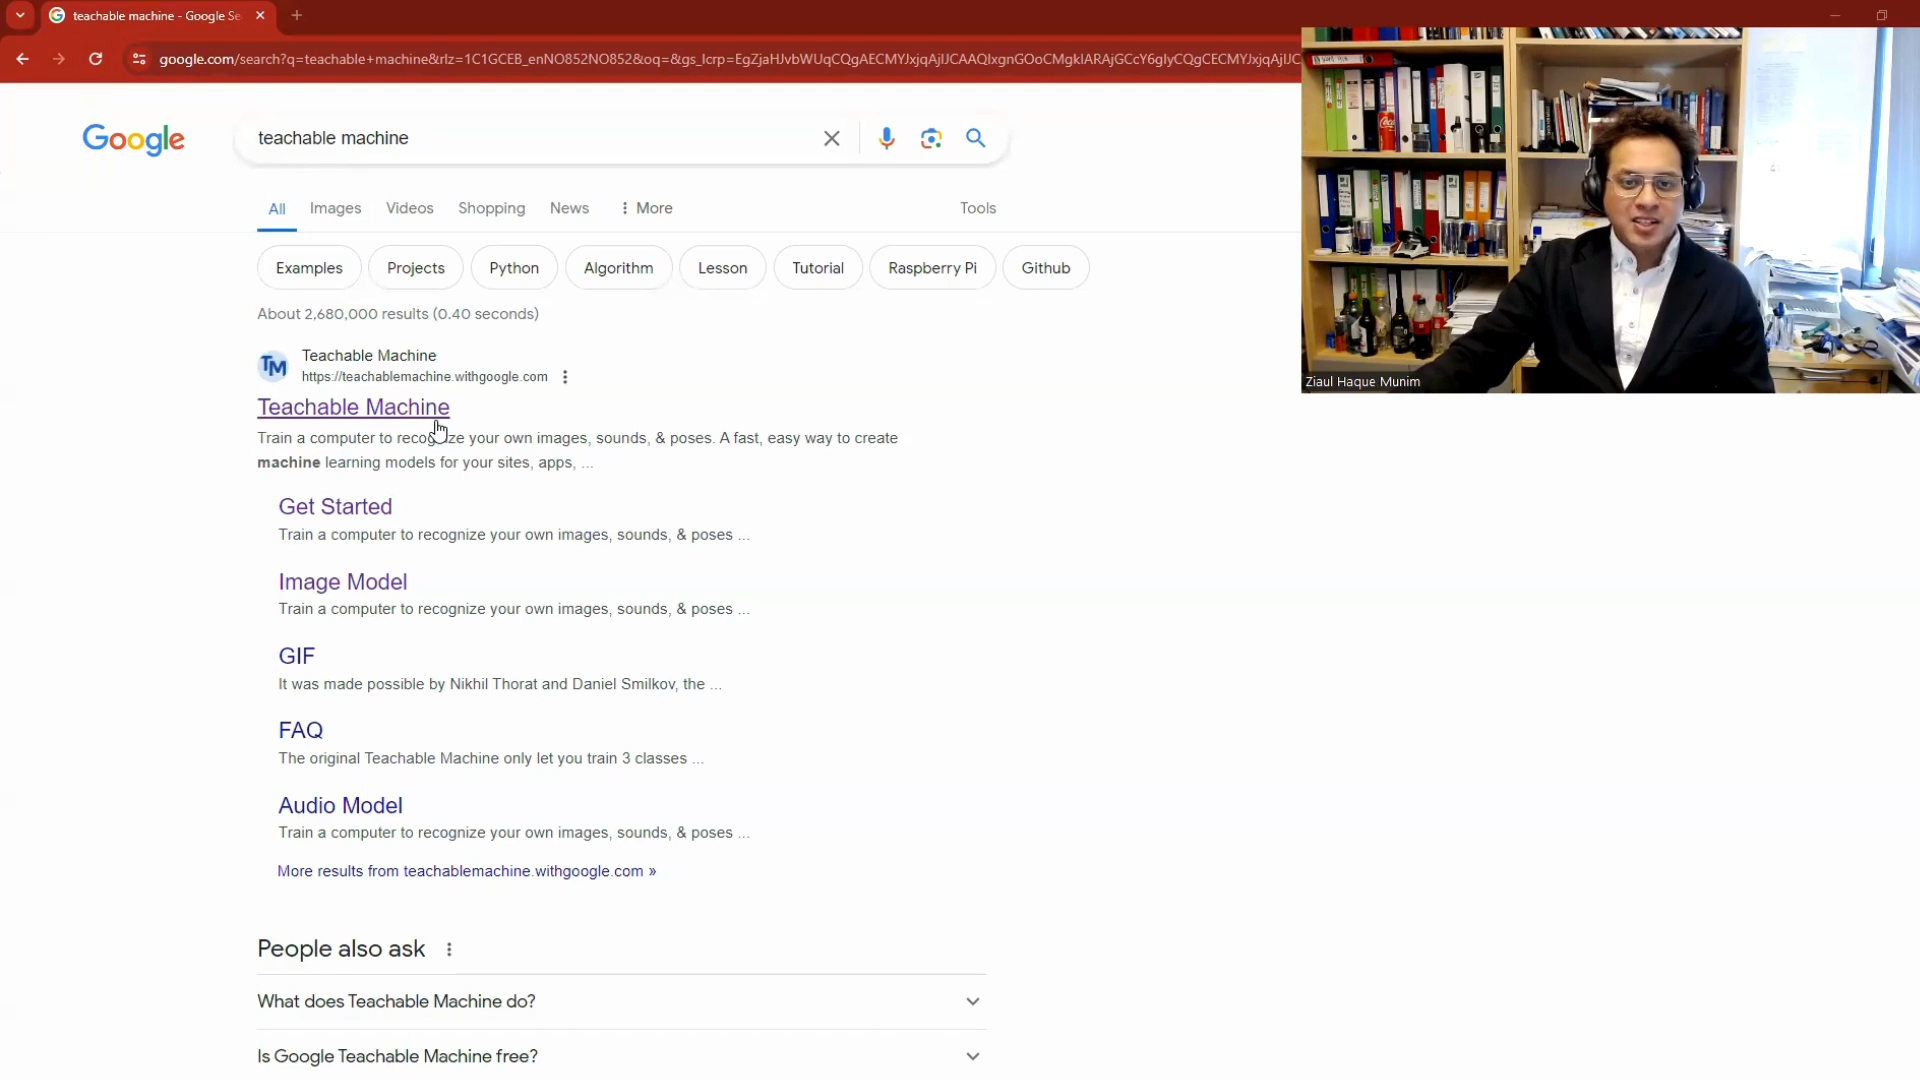 teachable machine - Google Se
google.com/search?q=teachable+machine&rlz=1C1GCEB_enNO852NO852&oq=&gs_lcrp=EgZjaHJvbWUqCQgAECMYJxjqAjIJCAAQIxgnGOoCMgkIARAjGCcY6gIyCQgCECMYJxjqAjIJC
Google
teachable machine
All Images Videos Shopping News More Tools
Examples Projects Python Algorithm Lesson Tutorial Raspberry Pi Github
About 2,680,000 results (0.40 seconds)
TM
Teachable Machine
https://teachablemachine.withgoogle.com
Ziaul Haque Munim
Teachable Machine
Train a computer to recognize your own images, sounds, & poses. A fast, easy way to create
machine learning models for your sites, apps, ...
Get Started
Train a computer to recognize your own images, sounds, & poses ...
Image Model
Train a computer to recognize your own images, sounds, & poses ...
GIF
It was made possible by Nikhil Thorat and Daniel Smilkov, the ...
FAQ
The original Teachable Machine only let you train 3 classes ...
Audio Model
Train a computer to recognize your own images, sounds, & poses ...
More results from teachablemachine.withgoogle.com »
People also ask
What does Teachable Machine do?
Is Google Teachable Machine free?